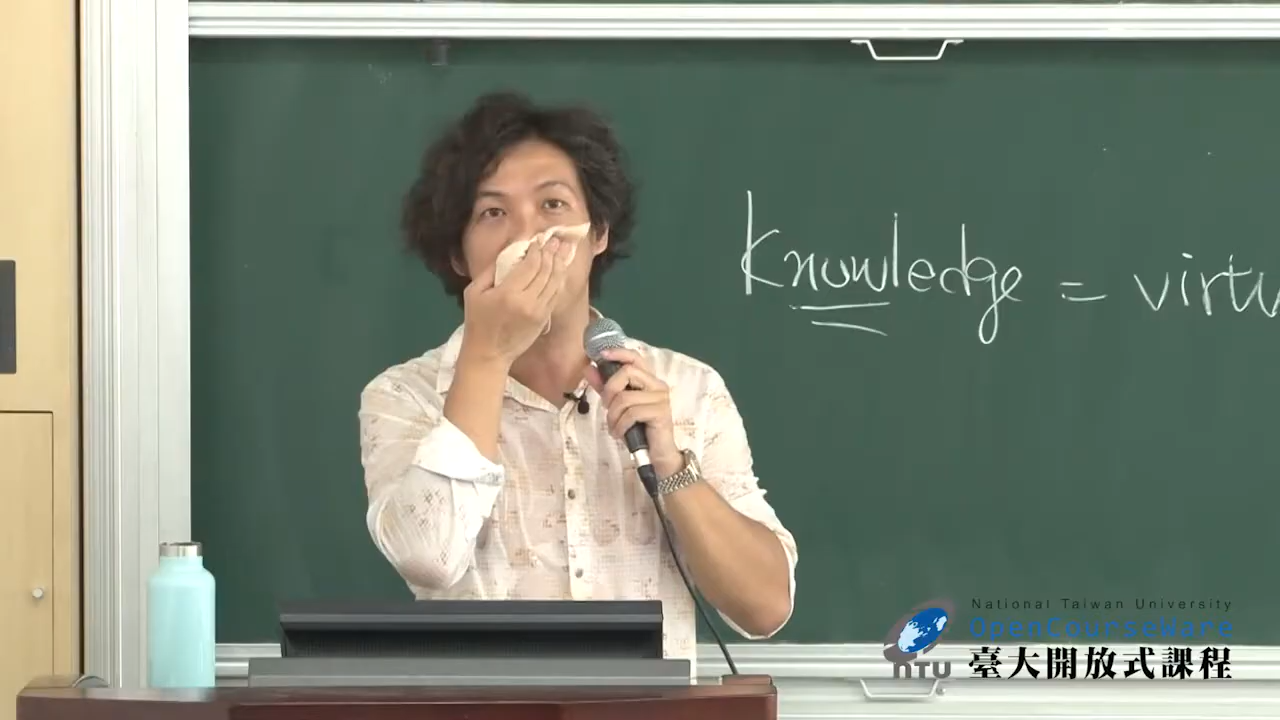 knowledge = virtu
National Taiwan University
OpenCourseWare
NTU
臺大開放式課程